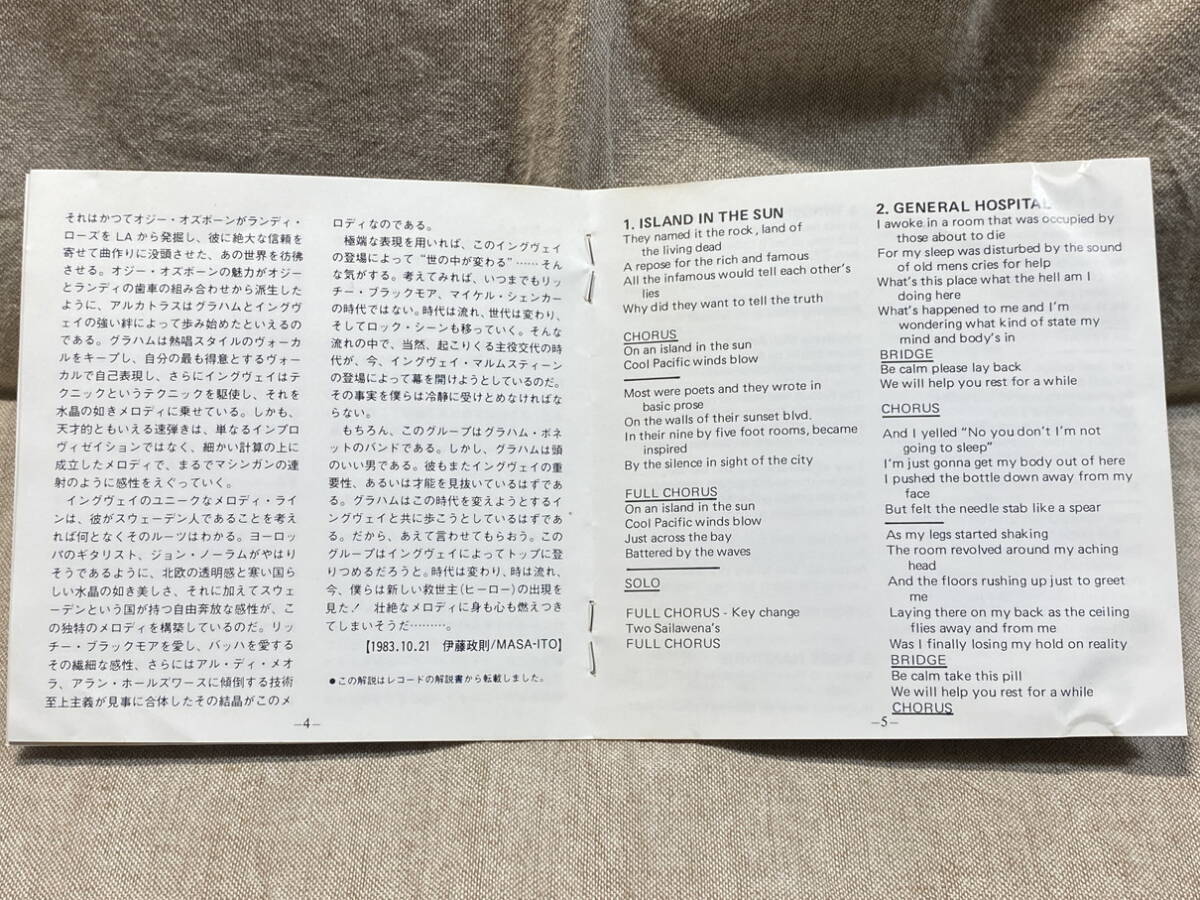 それはかつてオジー・オズボーンがランディ・
ローズを LA から発掘し、彼に絶大な信頼を
寄せて曲作りに没頭させた、あの世界を彷彿
させる。オジー・オズボーンの魅力がオジー
とランディの歯車の組み合わせから派生した
ように、アルカトラスはグラハムとイングヴ
ェイの強い絆によって歩み始めたといえるの
である。グラハムは熱唱スタイルのヴォーカ
ルをキープし、自分の最も得意とするヴォー
カルで自己表現し、さらにイングヴェイはテ
クニックというテクニックを駆使し、それを
水晶の如きメロディに乗せている。しかも、
天才的ともいえる速弾きは、単なるインプロ
ヴィゼイションではなく、細かい計算の上に
成立したメロディで、まるでマシンガンの連
射のように感性をえぐっていく。
イングヴェイのユニークなメロディ・ライ
ンは、彼がスウェーデン人であることを考え
れば何となくそのルーツはわかる。ヨーロッ
パのギタリスト、ジョン・ノーラムがやはり
そうであるように、北欧の透明感と寒い国ら
しい水晶の如き美しさ、それに加えてスウェ
ーデンという国が持つ自由奔放な感性が、こ
の独特のメロディを構築しているのだ。リッ
チー・ブラックモアを愛し、バッハを愛する
その繊細な感性、さらにはアル・ディ・メオ
ラ、アラン・ホールズワースに傾倒する技術
至上主義が見事に合体したその結晶がこのメ
ロディなのである。
極端な表現を用いれば、このイングヴェイ
の登場によって “世の中が変わる” ……そん
な気がする。考えてみれば、いつまでもリッ
チー・ブラックモア、マイケル・シェンカー
の時代ではない。時代は流れ、世代は変わり、
そしてロック・シーンも移っていく。そんな
流れの中で、当然、起こりくる主役交代の時
代が、今、イングヴェイ・マルムスティーン
の登場によって幕を開けようとしているのだ。
その事実を僕らは冷静に受けとめなければな
らない。
もちろん、このグループはグラハム・ボネ
ットのバンドである。しかし、グラハムは頭
のいい男である。彼もまたイングヴェイの重
要性、あるいは才能を見抜いているはずであ
る。グラハムはこの時代を変えようとするイ
ングヴェイと共に歩こうとしているはずであ
る。だから、あえて言わせてもらおう。この
グループはイングヴェイによってトップに登
りつめるだろうと。時代は変わり、時は流れ、
今、僕らは新しい救世主(ヒーロー)の出現を
見た! 壮絶なメロディに身も心も燃えつき
てしまいそうだ………。
【1983.10.21 伊藤政則/MASA-ITO】
●この解説はレコードの解説書から転載しました。
—4—
1. ISLAND IN THE SUN
They named it the rock, land of
the living dead
A repose for the rich and famous
All the infamous would tell each other's
lies
Why did they want to tell the truth
CHORUS
On an island in the sun
Cool Pacific winds blow
Most were poets and they wrote in
basic prose
On the walls of their sunset blvd.
In their nine by five foot rooms, became
inspired
By the silence in sight of the city
FULL CHORUS
On an island in the sun
Cool Pacific winds blow
Just across the bay
Battered by the waves
SOLO
FULL CHORUS - Key change
Two Sailawena's
FULL CHORUS
2. GENERAL HOSPITAL
I awoke in a room that was occupied by
those about to die
For my sleep was disturbed by the sound
of old mens cries for help
What's this place what the hell am I
doing here
What's happened to me and I'm
wondering what kind of state my
mind and body's in
BRIDGE
Be calm please lay back
We will help you rest for a while
CHORUS
And I yelled “No you don't I'm not
going to sleep”
I'm just gonna get my body out of here
I pushed the bottle down away from my
face
But felt the needle stab like a spear
As my legs started shaking
The room revolved around my aching
head
And the floors rushing up just to greet
me
Laying there on my back as the ceiling
flies away and from me
Was I finally losing my hold on reality
BRIDGE
Be calm take this pill
We will help you rest for a while
CHORUS
—5—